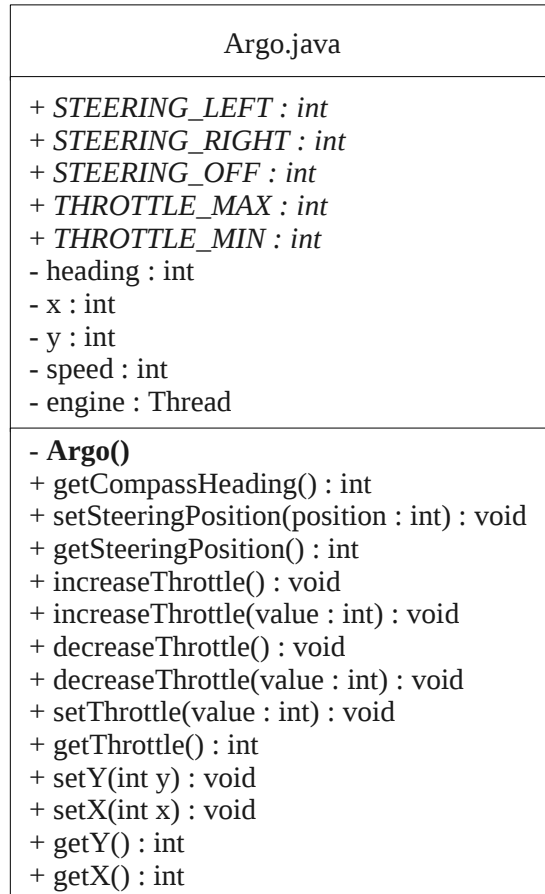 Argo.java
+ STEERING_LEFT : int
+ STEERING_RIGHT : int
+ STEERING_OFF : int
+ THROTTLE_MAX : int
+ THROTTLE_MIN : int
- heading : int
- x : int
- y : int
- speed : int
- engine : Thread
- Argo()
+ getCompassHeading() : int
+ setSteeringPosition(position : int) : void
+ getSteeringPosition() : int
+ increaseThrottle() : void
+ increaseThrottle(value : int) : void
+ decreaseThrottle() : void
+ decreaseThrottle(value : int) : void
+ setThrottle(value : int) : void
+ getThrottle() : int
+ setY(int y) : void
+ setX(int x) : void
+ getY() : int
+ getX() : int